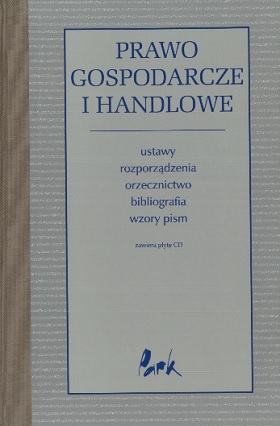 PRAWO
GOSPODARCZE
I HANDLOWE
ustawy
rozporządzenia
orzecznictwo
bibliografia
wzory pism
zawiera płytę CD
Park